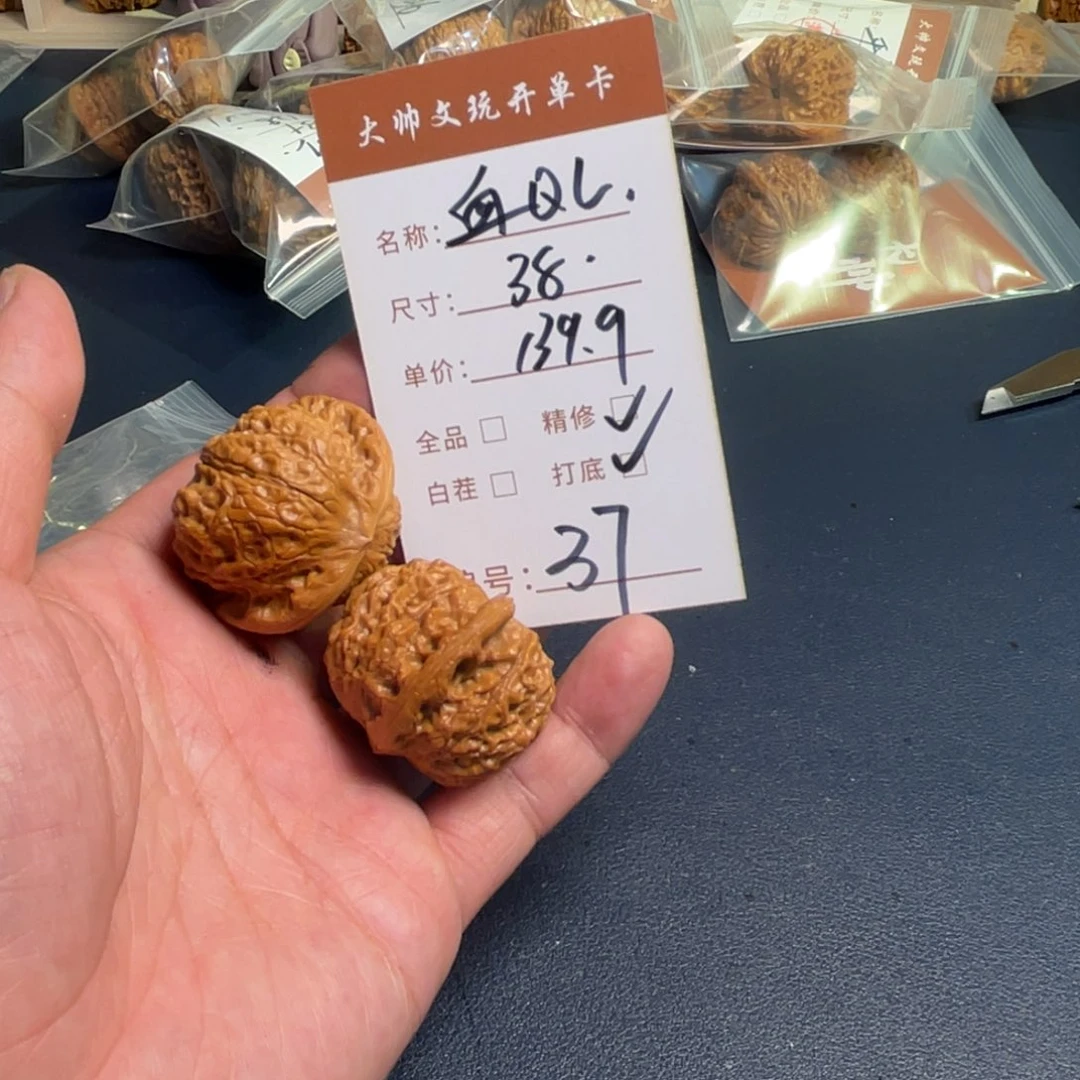 大帅文玩开单卡
名称：血QL.
尺寸：38.
单价：139.9
全品 □ 精修 ☑
白茬 □ 打底 ☑
号：37